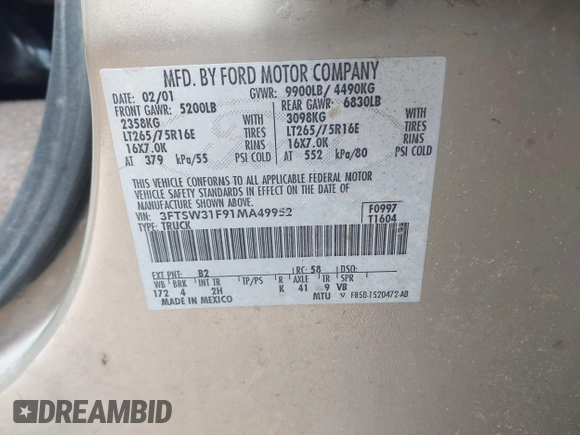 MFD. BY FORD MOTOR COMPANY
DATE: 02/01 GVWR: 9900LB/ 4490KG
FRONT GAWR: 5200LB REAR GAWR: 6830LB
2358KG 3098KG
LT265/75R16E TIRES LT265/75R16E TIRES
16X7.0K RIMS 16X7.0K RIMS
AT 379 kPa/55 PSI COLD AT 552 kPa/80 PSI COLD
THIS VEHICLE CONFORMS TO ALL APPLICABLE FEDERAL MOTOR
VEHICLE SAFETY STANDARDS IN EFFECT ON THE DATE OF
MANUFACTURE SHOWN ABOVE.
VIN: 3FTSW31F91MA49952 F0997
TYPE: TRUCK T1604
EXT PNT: B2 RC: 58 DSO:
WB BRK INT TR TP/PS R AXLE TR SPR
172 4 2H K 41 9 VB
MADE IN MEXICO MTU F85B-1520472-AB
DREAMBID